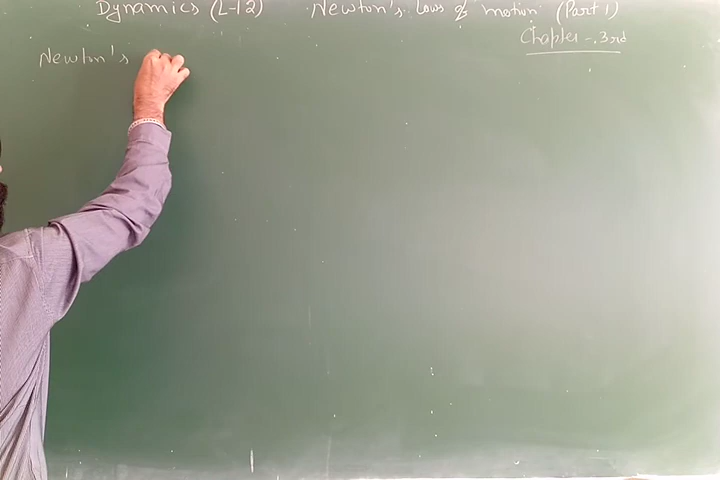 Dynamics (L-12) Newton's Laws of motion (Part 1)
Chapter - 3rd
Newton's